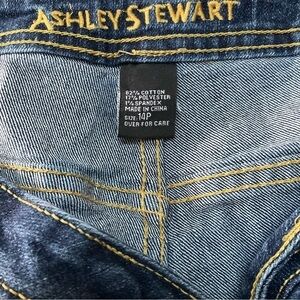 ASHLEY STEWART
82% COTTON
17% POLYESTER
1% SPANDEX
MADE IN CHINA
SIZE: 14P
OVER FOR CARE